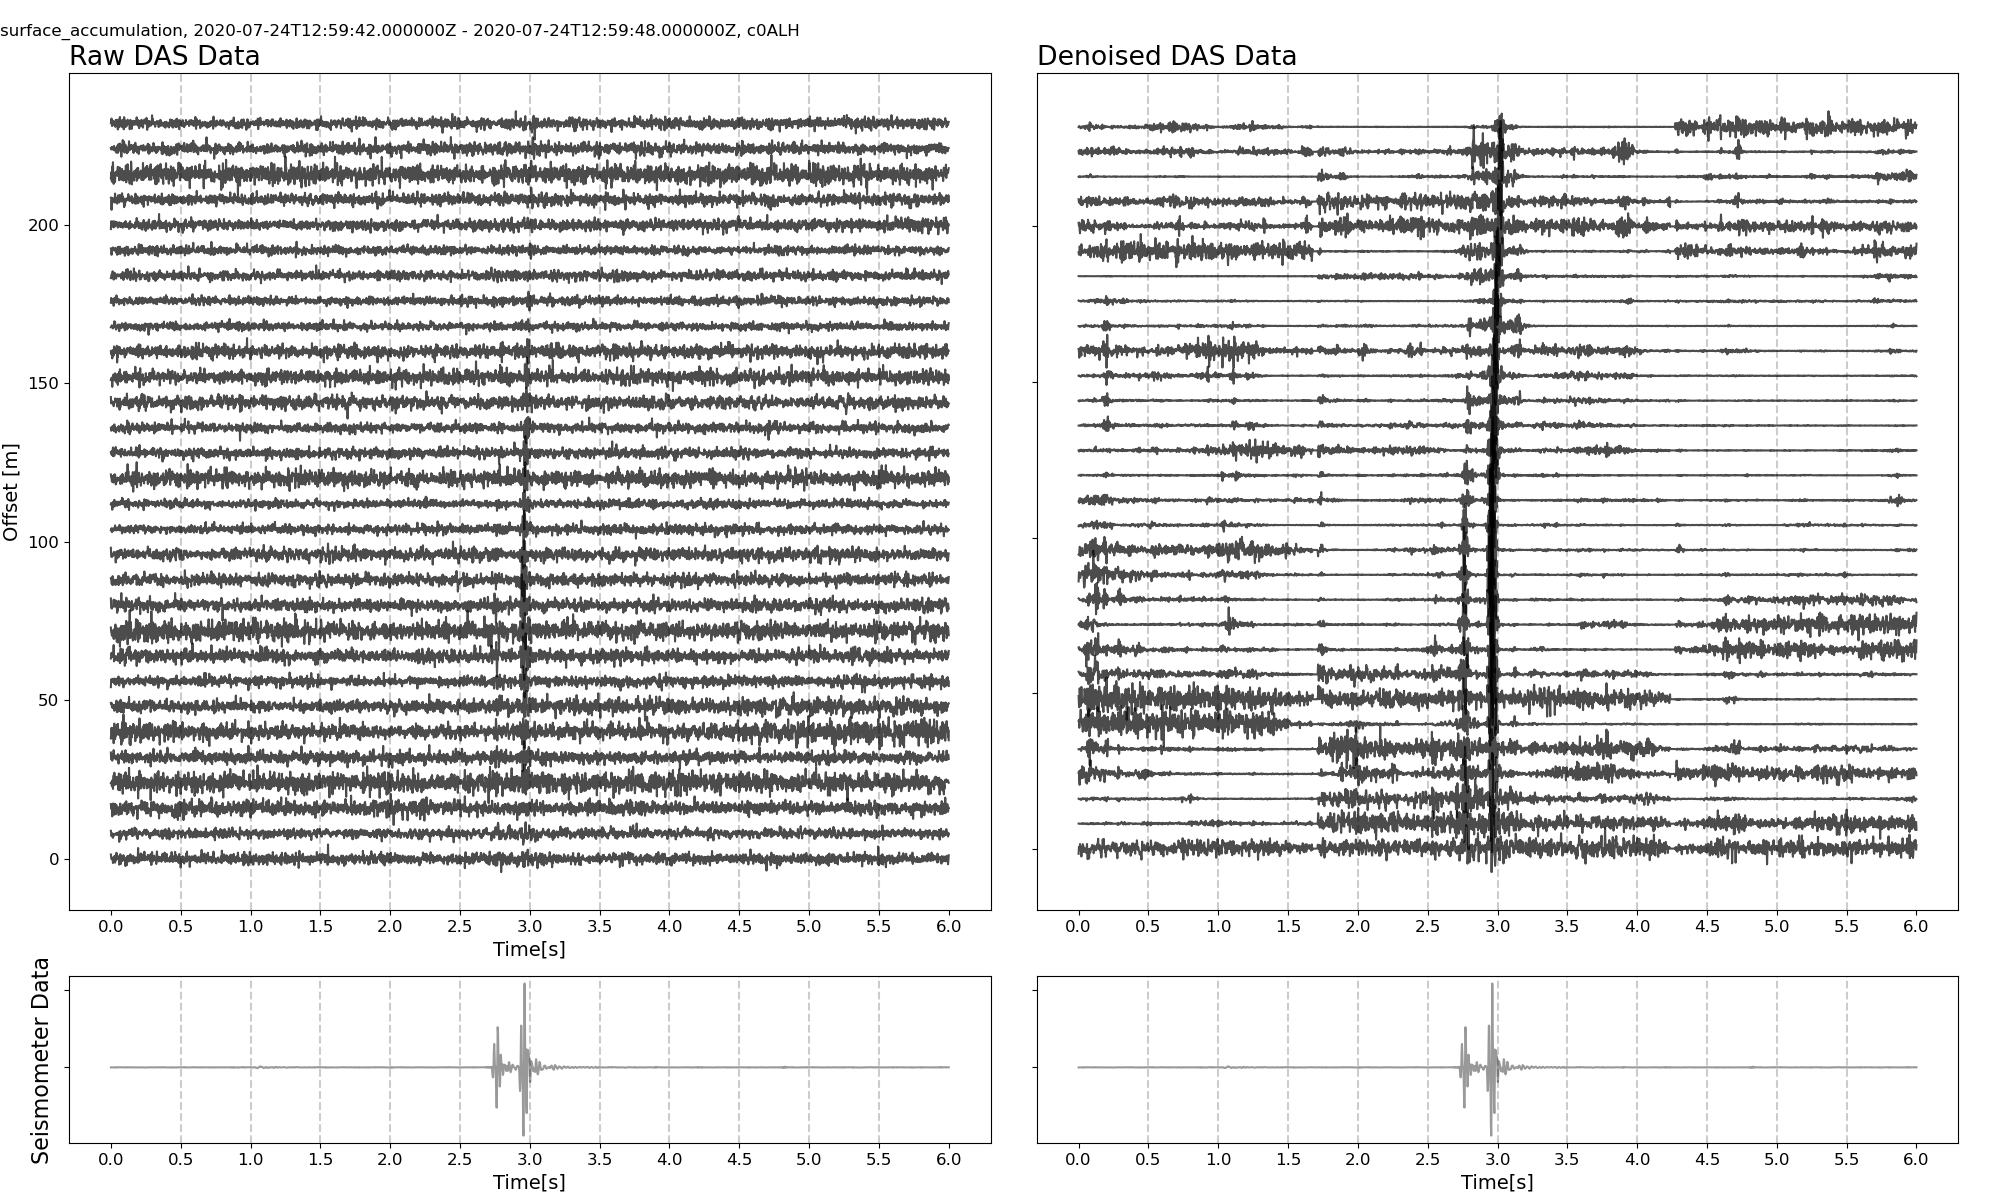 surface_accumulation, 2020-07-24T12:59:42.000000Z - 2020-07-24T12:59:48.000000Z, c0ALH
Raw DAS Data
Denoised DAS Data
Offset [m]
200
150
100
50
0
0.0 0.5 1.0 1.5 2.0 2.5 3.0 3.5 4.0 4.5 5.0 5.5 6.0
Time[s]
0.0 0.5 1.0 1.5 2.0 2.5 3.0 3.5 4.0 4.5 5.0 5.5 6.0
Seismometer Data
0.0 0.5 1.0 1.5 2.0 2.5 3.0 3.5 4.0 4.5 5.0 5.5 6.0
Time[s]
0.0 0.5 1.0 1.5 2.0 2.5 3.0 3.5 4.0 4.5 5.0 5.5 6.0
Time[s]